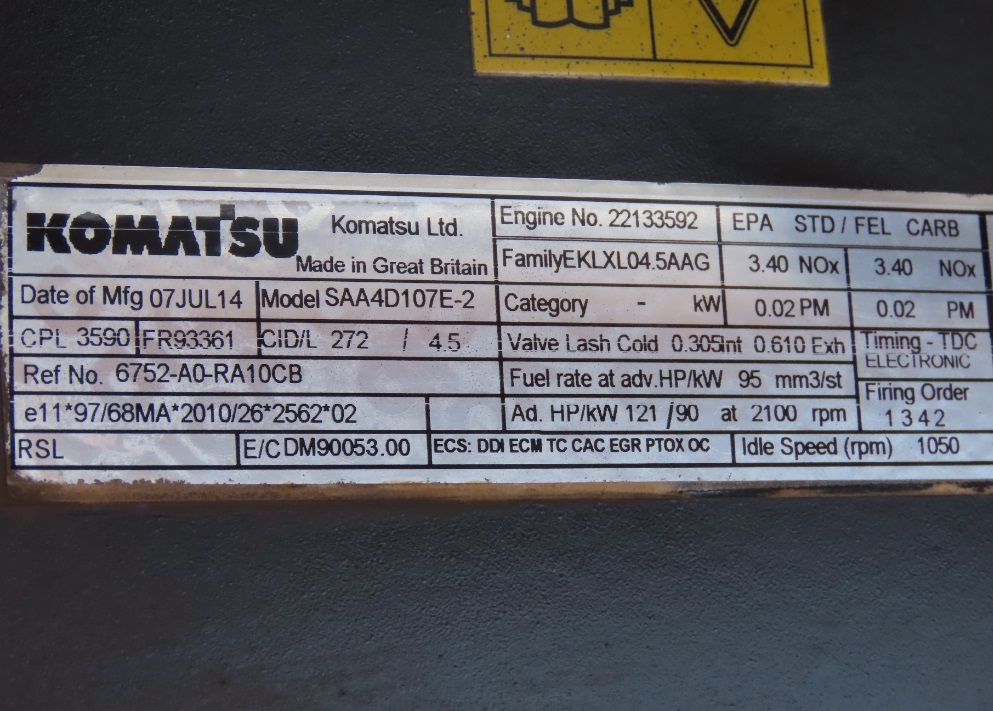 KOMATSU Komatsu Ltd.
Made in Great Britain
Engine No. 22133592
EPA STD / FEL CARB
FamilyEKLXL04.5AAG
3.40 NOx 3.40 NOx
Date of Mfg 07JUL14 Model SAA4D107E-2
Category - kW
0.02 PM 0.02 PM
CPL 3590 FR93361 CID/L 272 / 4.5
Valve Lash Cold 0.305Int 0.610 Exh
Timing - TDC
ELECTRONIC
Ref No. 6752-A0-RA10CB
Fuel rate at adv.HP/kW 95 mm3/st
Firing Order
1 3 4 2
e11*97/68MA*2010/26*2562*02
Ad. HP/kW 121 /90 at 2100 rpm
RSL E/C DM90053.00
ECS: DDI ECM TC CAC EGR PTOX OC
Idle Speed (rpm) 1050